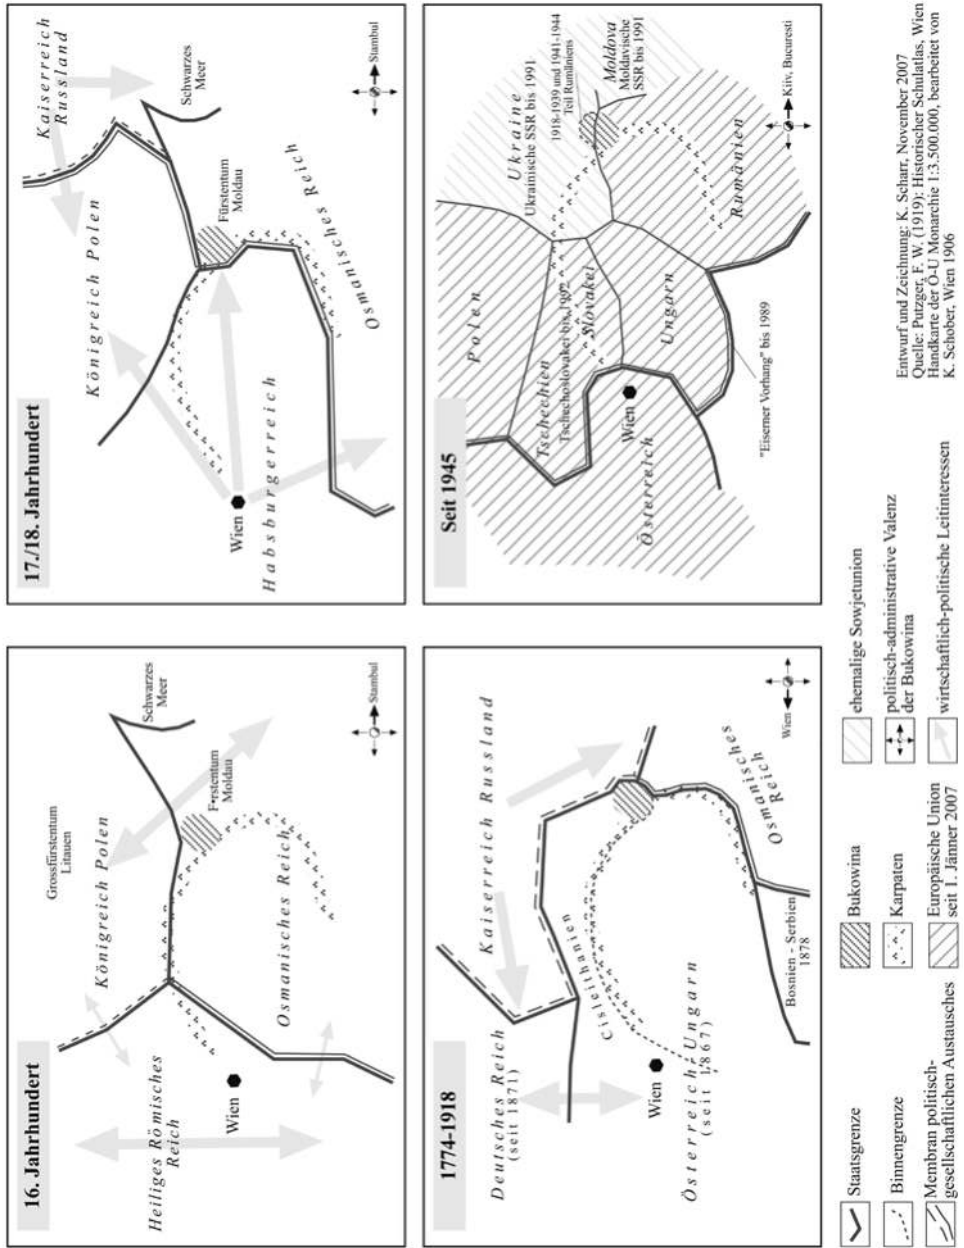 16. Jahrhundert
Grossfürstentum
Litauen
Königreich Polen
Schwarzes
Meer
F•rstentum
Moldau
Heiliges Römisches
Reich
Wien
Osmanisches Reich
Stambul
17./18. Jahrhundert
Kaiserreich
Russland
Königreich Polen
Schwarzes
Meer
Fürstentum
Moldau
Wien
Habsburgerreich
Osmanisches Reich
Stambul
1774-1918
Deutsches Reich
(seit 1871)
Kaiserreich Russland
Cisleithanien
Wien
Österreich-Ungarn
(seit 1867)
Osmanisches
Reich
Bosnien - Serbien
1878
Wien
Seit 1945
Polen
Ukraine
Ukrainische SSR bis 1991
1918-1939 und 1941-1944
Teil Rumäniens
Moldova
Moldavische
SSR bis 1991
Tschechien
Tschechoslovakei bis 1992
Slovakei
Wien
Österreich
Ungarn
Rumänien
"Eiserner Vorhang" bis 1989
Kiiv, Bucuresti
Staatsgrenze
Binnengrenze
Membran politisch-
gesellschaftlichen Austausches
Bukowina
Karpaten
Europäische Union
seit 1. Jänner 2007
ehemalige Sowjetunion
politisch-administrative Valenz
der Bukowina
wirtschaftlich-politische Leitinteressen
Entwurf und Zeichnung: K. Scharr, November 2007
Quelle: Putzger, F. W. (1919): Historischer Schulatlas, Wien
Handkarte der Ö-U Monarchie 1:3.500.000, bearbeitet von
K. Schober, Wien 1906